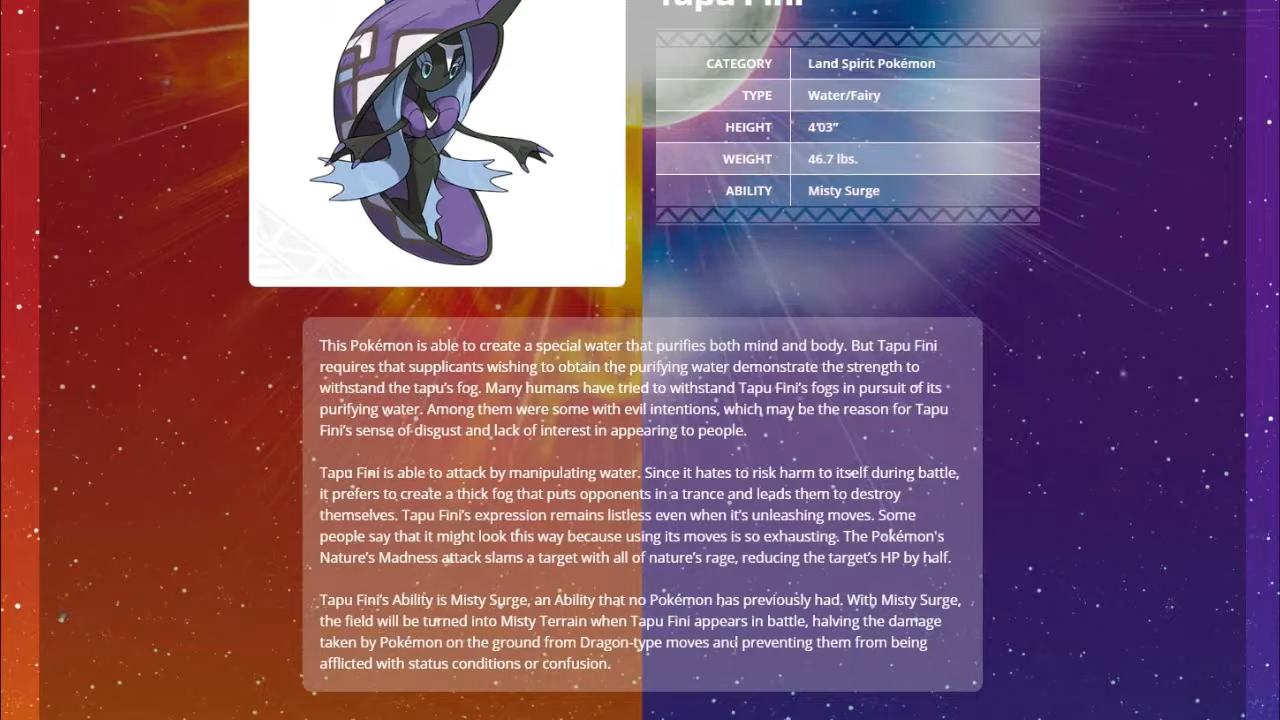 Tapu Fini
CATEGORY Land Spirit Pokémon
TYPE Water/Fairy
HEIGHT 4'03"
WEIGHT 46.7 lbs.
ABILITY Misty Surge
This Pokémon is able to create a special water that purifies both mind and body. But Tapu Fini
requires that supplicants wishing to obtain the purifying water demonstrate the strength to
withstand the tapu's fog. Many humans have tried to withstand Tapu Fini's fogs in pursuit of its
purifying water. Among them were some with evil intentions, which may be the reason for Tapu
Fini's sense of disgust and lack of interest in appearing to people.
Tapu Fini is able to attack by manipulating water. Since it hates to risk harm to itself during battle,
it prefers to create a thick fog that puts opponents in a trance and leads them to destroy
themselves. Tapu Fini's expression remains listless even when it's unleashing moves. Some
people say that it might look this way because using its moves is so exhausting. The Pokémon's
Nature's Madness attack slams a target with all of nature's rage, reducing the target's HP by half.
Tapu Fini's Ability is Misty Surge, an Ability that no Pokémon has previously had. With Misty Surge,
the field will be turned into Misty Terrain when Tapu Fini appears in battle, halving the damage
taken by Pokémon on the ground from Dragon-type moves and preventing them from being
afflicted with status conditions or confusion.